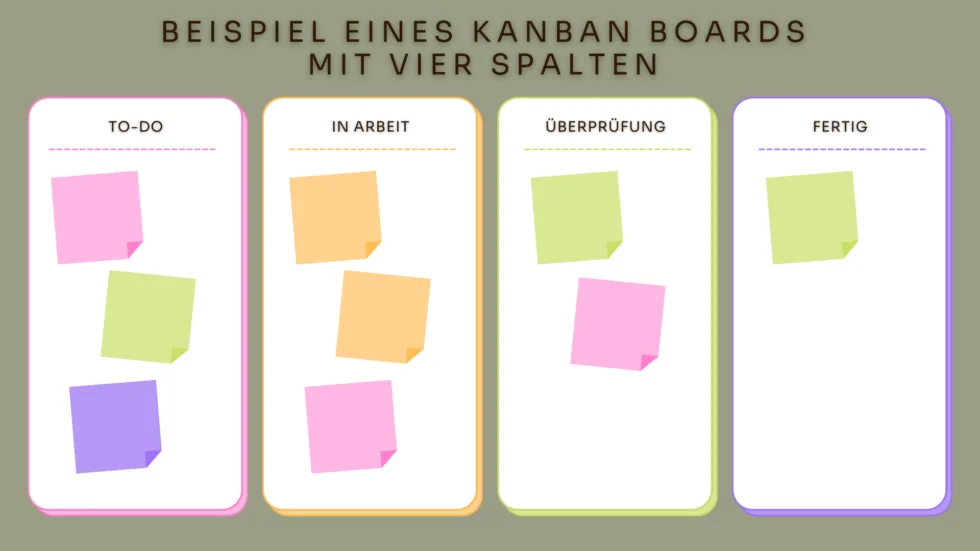 BEISPIEL EINES KANBAN BOARDS
MIT VIER SPALTEN
TO-DO
IN ARBEIT
ÜBERPRÜFUNG
FERTIG